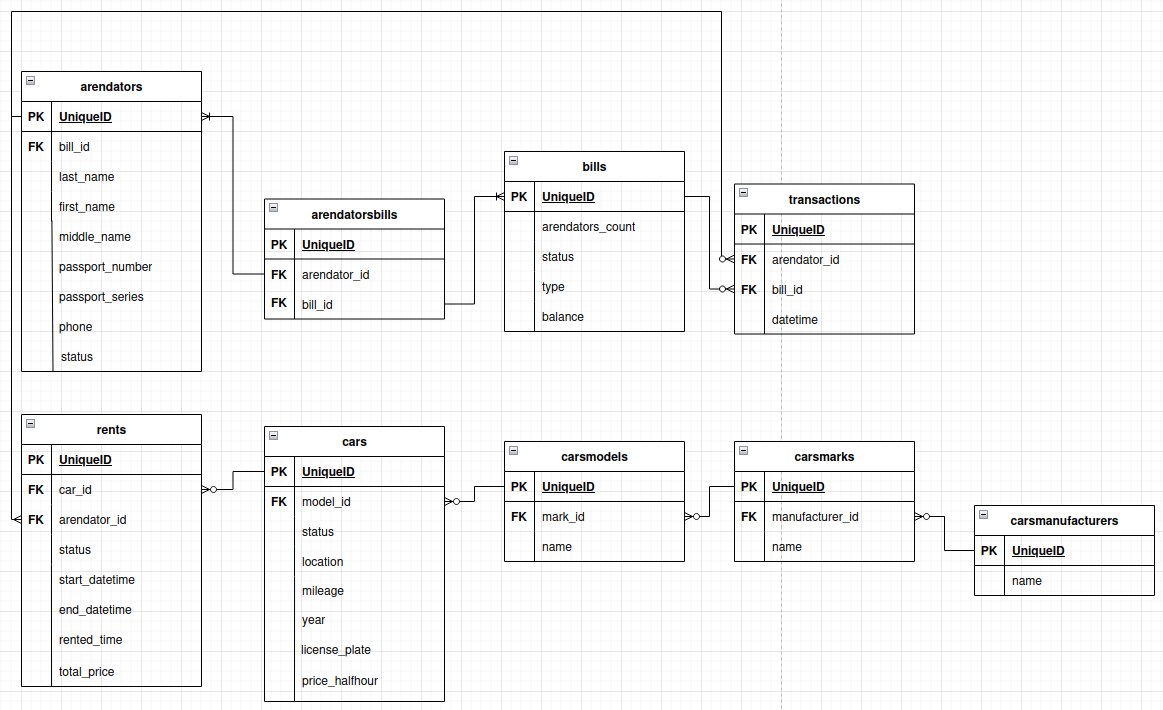 arendators
PK UniqueID
FK bill_id
last_name
first_name
middle_name
passport_number
passport_series
phone
status
arendatorsbills
PK UniqueID
FK arendator_id
FK bill_id
bills
PK UniqueID
arendators_count
status
type
balance
transactions
PK UniqueID
FK arendator_id
FK bill_id
datetime
rents
PK UniqueID
FK car_id
FK arendator_id
status
start_datetime
end_datetime
rented_time
total_price
cars
PK UniqueID
FK model_id
status
location
mileage
year
license_plate
price_halfhour
carsmodels
PK UniqueID
FK mark_id
name
carsmarks
PK UniqueID
FK manufacturer_id
name
carsmanufacturers
PK UniqueID
name